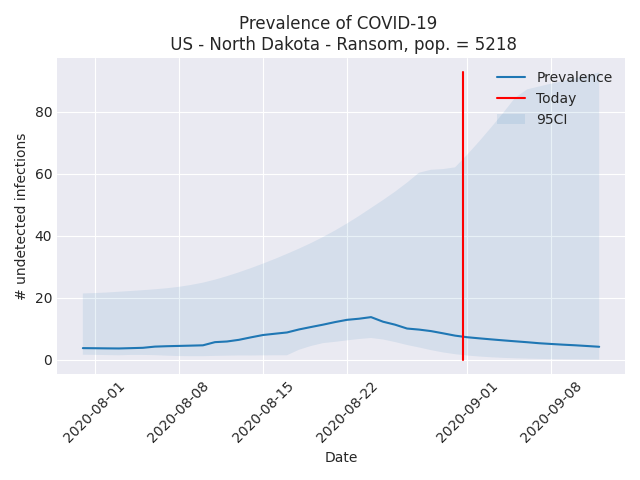 Prevalence of COVID-19
US - North Dakota - Ransom, pop. = 5218
Prevalence
Today
95CI
# undetected infections
80
60
40
20
0
2020-08-01
2020-08-08
2020-08-15
2020-08-22
2020-09-01
2020-09-08
Date